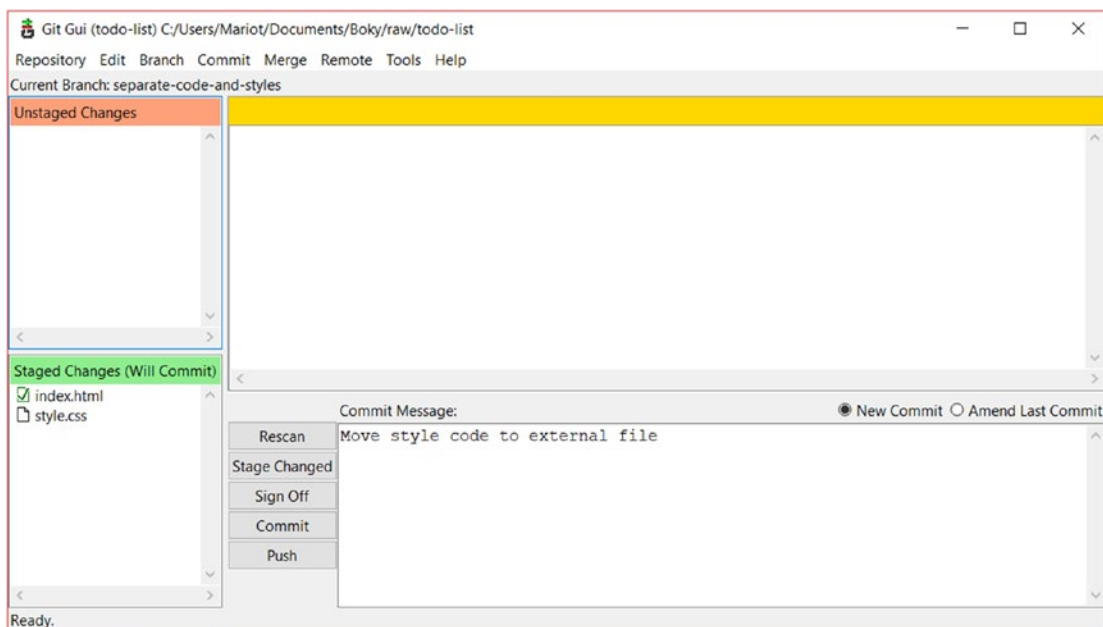 Git Gui (todo-list) C:/Users/Mariot/Documents/Boky/raw/todo-list
Repository Edit Branch Commit Merge Remote Tools Help
Current Branch: separate-code-and-styles
Unstaged Changes
Staged Changes (Will Commit)
index.html
style.css
Commit Message:
New Commit
Amend Last Commit
Rescan
Stage Changed
Sign Off
Commit
Push
Move style code to external file
Ready.